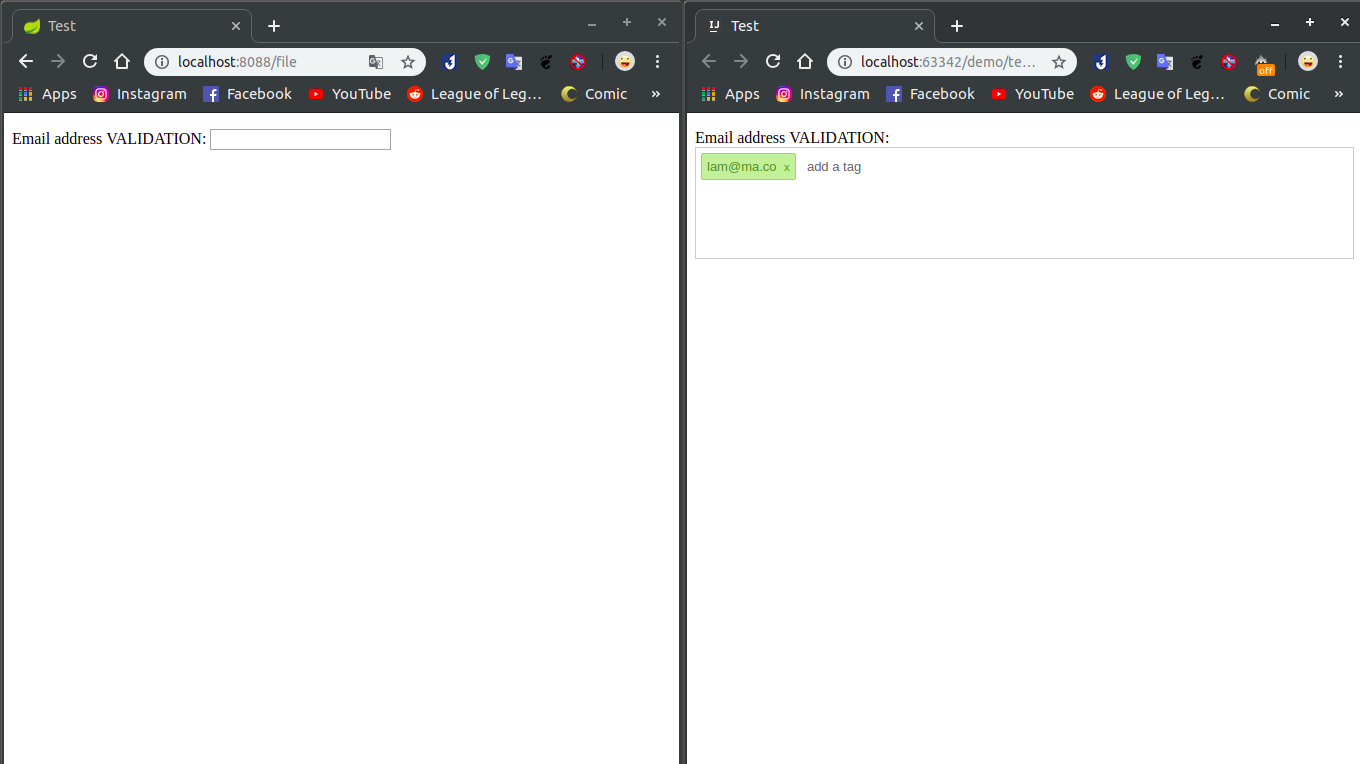 Test
localhost:8088/file
Apps Instagram Facebook YouTube League of Leg... Comic »
Email address VALIDATION:
IJ Test
localhost:63342/demo/te...
off
Apps Instagram Facebook YouTube League of Leg... Comic »
Email address VALIDATION:
lam@ma.co x add a tag